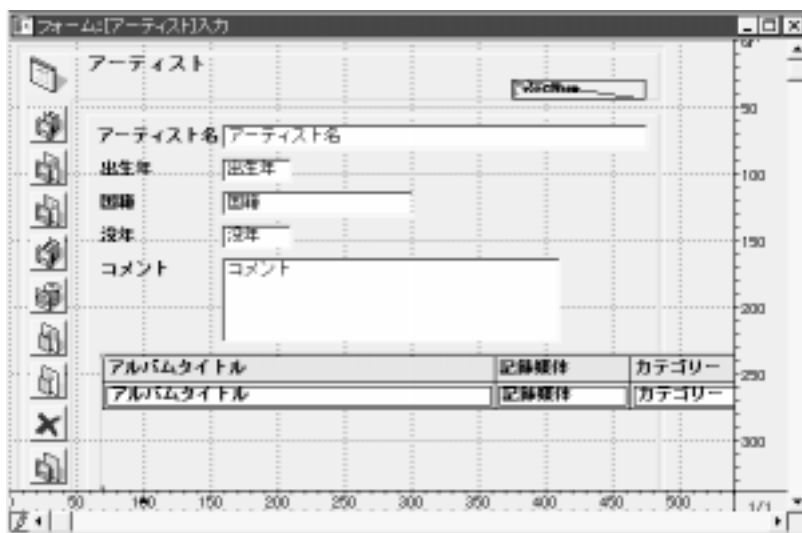 フォーム:[アーティスト]入力
アーティスト
アーティスト名 アーティスト名
出生年 出生年
国籍 国籍
没年 没年
コメント コメント
アルバムタイトル 記録媒体 カテゴリー
アルバムタイトル 記録媒体 カテゴリー
50
100
150
200
250
300
50 100 150 200 250 300 350 400 450 500
1/1